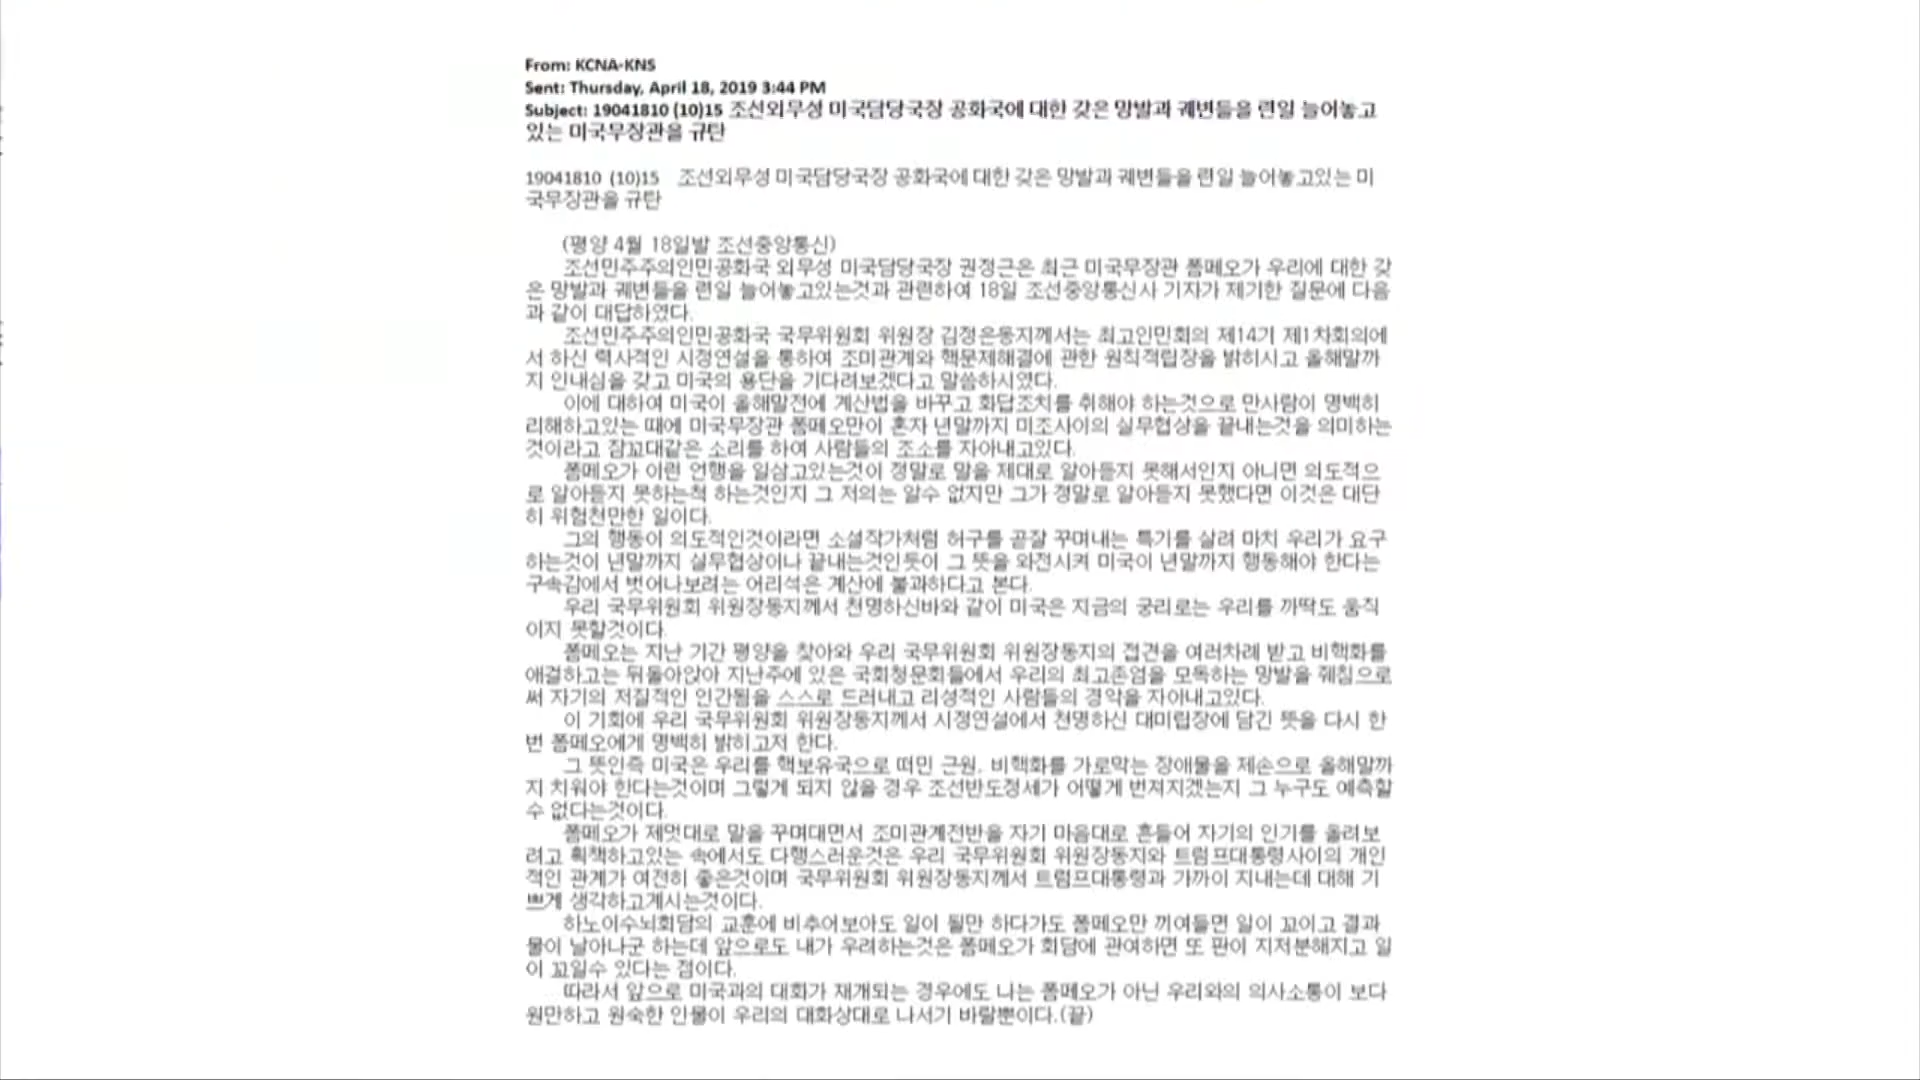 From: KCNA-KNS
Sent: Thursday, April 18, 2019 3:44 PM
Subject: 19041810 (10)15 조선외무성 미국담당국장 공화국에 대한 갖은 망발과 궤변들을 련일 늘어놓고
있는 미국무장관을 규탄
19041810 (10)15 조선외무성 미국담당국장 공화국에 대한 갖은 망발과 궤변들을 련일 늘어놓고있는 미
국무장관을 규탄
(평양 4월 18일발 조선중앙통신)
조선민주주의인민공화국 외무성 미국담당국장 권정근은 최근 미국무장관 폼페오가 우리에 대한 갖
은 망발과 궤변들을 련일 늘어놓고있는것과 관련하여 18일 조선중앙통신사 기자가 제기한 질문에 다음
과 같이 대답하였다.
조선민주주의인민공화국 국무위원회 위원장 김정은동지께서는 최고인민회의 제14기 제1차회의에
서 하신 력사적인 시정연설을 통하여 조미관계와 핵문제해결에 관한 원칙적립장을 밝히시고 올해말까
지 인내심을 갖고 미국의 용단을 기다려보겠다고 말씀하시였다.
이에 대하여 미국이 올해말전에 계산법을 바꾸고 화답조치를 취해야 하는것으로 만사람이 명백히
리해하고있는 때에 미국무장관 폼페오만이 혼자 년말까지 미조사이의 실무협상을 끝내는것을 의미하는
것이라고 잠꼬대같은 소리를 하여 사람들의 조소를 자아내고있다.
폼페오가 이런 언행을 일삼고있는것이 정말로 말을 제대로 알아듣지 못해서인지 아니면 의도적으
로 알아듣지 못하는척 하는것인지 그 저의는 알수 없지만 그가 정말로 알아듣지 못했다면 이것은 대단
히 위험천만한 일이다.
그의 행동이 의도적인것이라면 소설작가처럼 허구를 곧잘 꾸며내는 특기를 살려 마치 우리가 요구
하는것이 년말까지 실무협상이나 끝내는것인듯이 그 뜻을 와전시켜 미국이 년말까지 행동해야 한다는
구속감에서 벗어나보려는 어리석은 계산에 불과하다고 본다.
우리 국무위원회 위원장동지께서 천명하신바와 같이 미국은 지금의 궁리로는 우리를 까딱도 움직
이지 못할것이다.
폼페오는 지난 기간 평양을 찾아와 우리 국무위원회 위원장동지의 접견을 여러차례 받고 비핵화를
애걸하고는 뒤돌아앉아 지난주에 있은 국회청문회들에서 우리의 최고존엄을 모독하는 망발을 줴침으로
써 자기의 저질적인 인간됨을 스스로 드러내고 리성적인 사람들의 경악을 자아내고있다.
이 기회에 우리 국무위원회 위원장동지께서 시정연설에서 천명하신 대미립장에 담긴 뜻을 다시 한
번 폼페오에게 명백히 밝히고저 한다.
그 뜻인즉 미국은 우리를 핵보유국으로 떠민 근원, 비핵화를 가로막는 장애물을 제손으로 올해말까
지 치워야 한다는것이며 그렇게 되지 않을 경우 조선반도정세가 어떻게 번져지겠는지 그 누구도 예측할
수 없다는것이다.
폼페오가 제멋대로 말을 꾸며대면서 조미관계전반을 자기 마음대로 흔들어 자기의 인기를 올려보
려고 획책하고있는 속에서도 다행스러운것은 우리 국무위원회 위원장동지와 트럼프대통령사이의 개인
적인 관계가 여전히 좋은것이며 국무위원회 위원장동지께서 트럼프대통령과 가까이 지내는데 대해 기
쁘게 생각하고계시는것이다.
하노이수뇌회담의 교훈에 비추어보아도 일이 될만 하다가도 폼페오만 끼여들면 일이 꼬이고 결과
물이 날아나군 하는데 앞으로도 내가 우려하는것은 폼페오가 회담에 관여하면 또 판이 지저분해지고 일
이 꼬일수 있다는 점이다.
따라서 앞으로 미국과의 대화가 재개되는 경우에도 나는 폼페오가 아닌 우리와의 의사소통이 보다
원만하고 원숙한 인물이 우리의 대화상대로 나서기 바랄뿐이다.(끝)